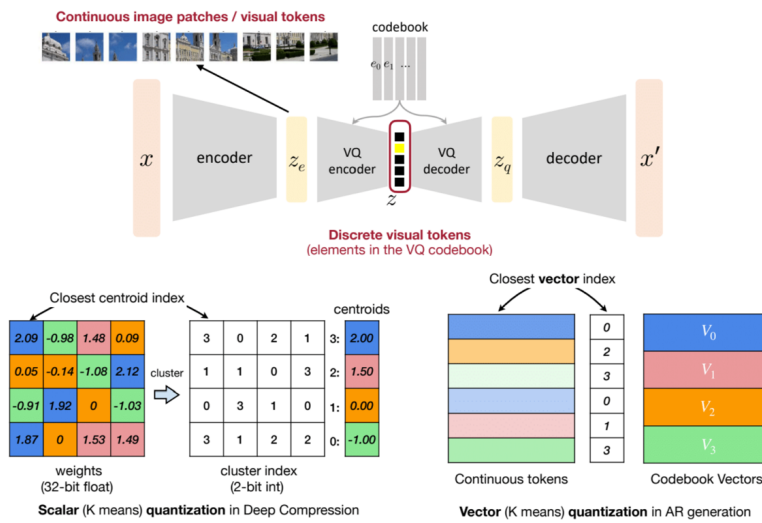 Continuous image patches / visual tokens
codebook
e₀ e₁ ...
x
encoder
zₑ
VQ
encoder
z
VQ
decoder
z_q
decoder
x′
Discrete visual tokens
(elements in the VQ codebook)
Closest centroid index
centroids
2.09 -0.98 1.48 0.09
0.05 -0.14 -1.08 2.12
-0.91 1.92 0 -1.03
1.87 0 1.53 1.49
cluster
3 0 2 1
1 1 0 3
0 3 1 0
3 1 2 2
3: 2.00
2: 1.50
1: 0.00
0: -1.00
weights
(32-bit float)
cluster index
(2-bit int)
Scalar (K means) quantization in Deep Compression
Closest vector index
0
2
3
0
1
3
V₀
V₁
V₂
V₃
Continuous tokens
Codebook Vectors
Vector (K means) quantization in AR generation